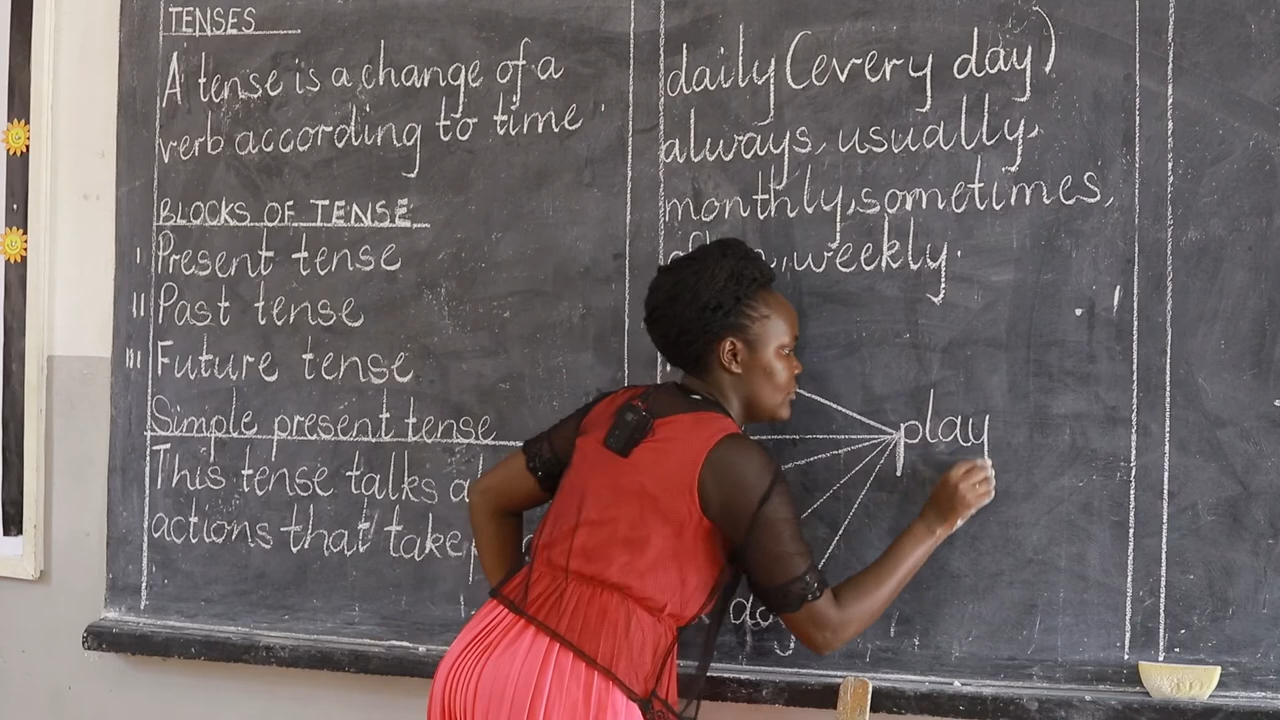 TENSES
A tense is a change of a
verb according to time.
BLOCKS OF TENSE
i Present tense
ii Past tense
iii Future tense
Simple present tense
This tense talks
actions that take
daily (every day)
always, usually,
monthly, sometimes,
weekly.
play